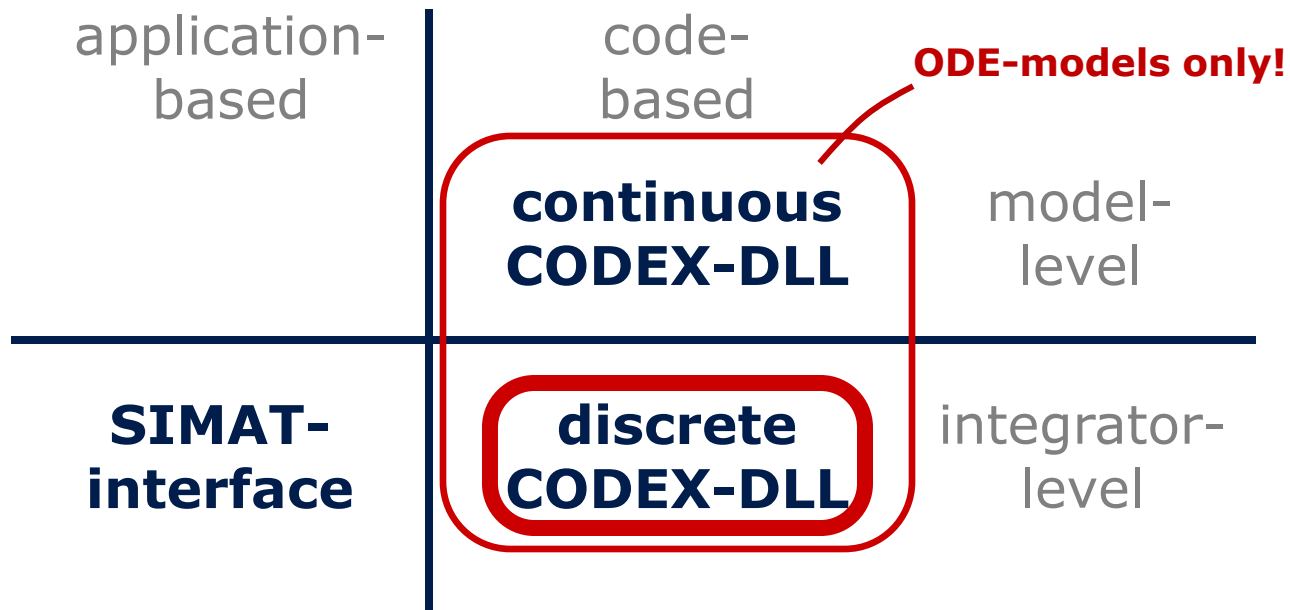 application-
based
code-
based
ODE-models only!
continuous
CODEX-DLL
model-
level
SIMAT-
interface
discrete
CODEX-DLL
integrator-
level